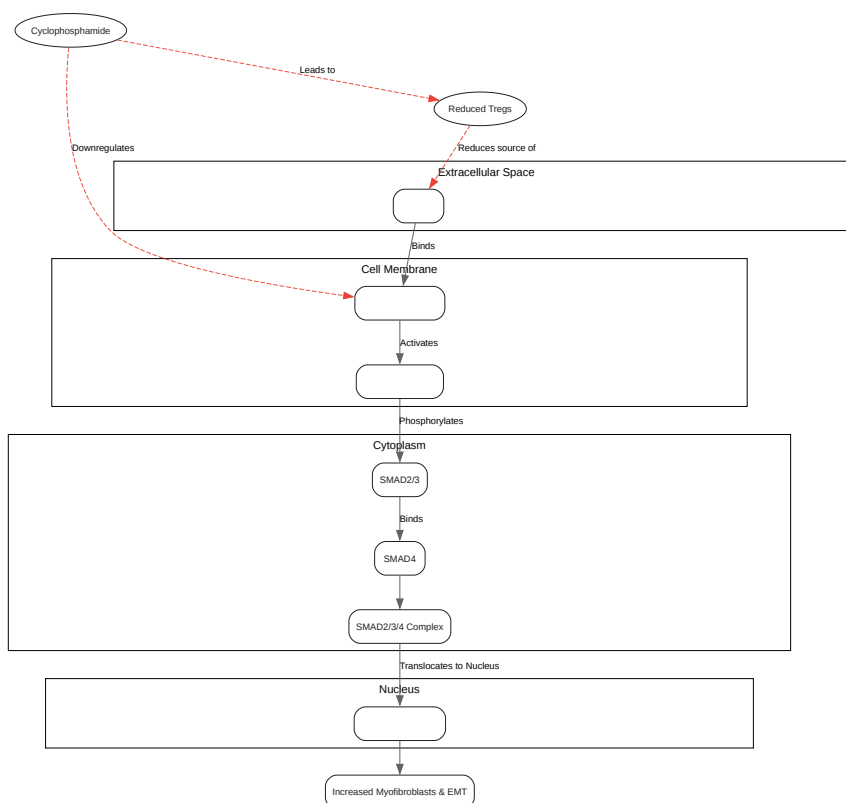 Cyclophosphamide
Leads to
Reduced Tregs
Downregulates
Reduces source of
Extracellular Space
Binds
Cell Membrane
Activates
Phosphorylates
Cytoplasm
SMAD2/3
Binds
SMAD4
SMAD2/3/4 Complex
Translocates to Nucleus
Nucleus
Increased Myofibroblasts & EMT